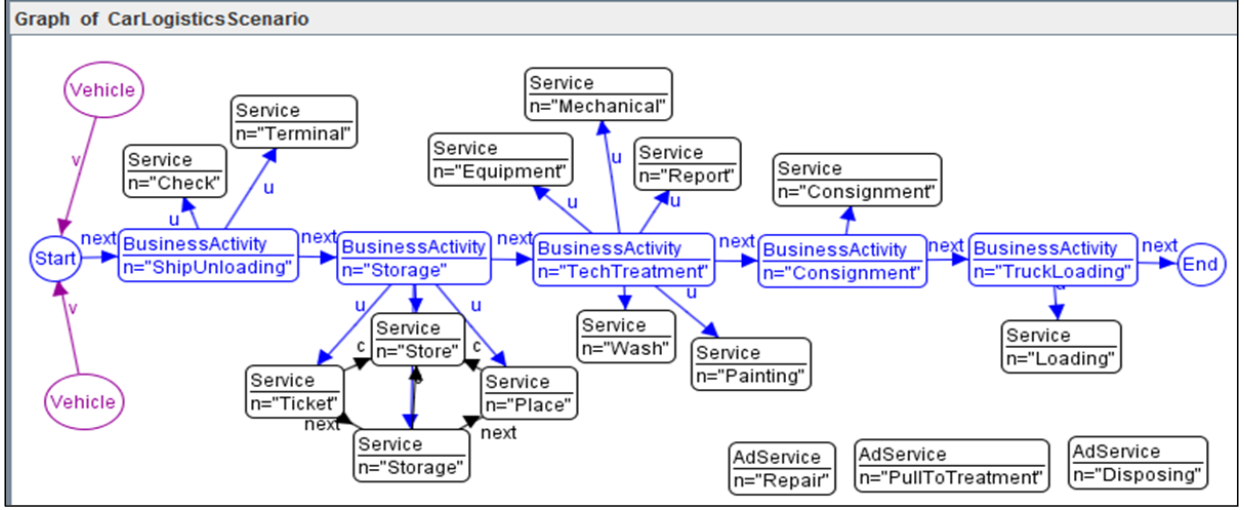 Graph of CarLogisticsScenario
Vehicle
v
Service
n="Terminal"
Service
n="Check"
u
u
Service
n="Mechanical"
Service
n="Equipment"
Service
n="Report"
u
u
u
Service
n="Consignment"
Start
next
BusinessActivity
n="ShipUnloading"
next
BusinessActivity
n="Storage"
next
BusinessActivity
n="TechTreatment"
next
BusinessActivity
n="Consignment"
next
BusinessActivity
n="TruckLoading"
next
End
v
Vehicle
u
u
Service
n="Store"
c
c
Service
n="Ticket"
next
Service
n="Storage"
next
Service
n="Place"
Service
n="Wash"
u
Service
n="Painting"
Service
n="Loading"
AdService
n="Repair"
AdService
n="PullToTreatment"
AdService
n="Disposing"